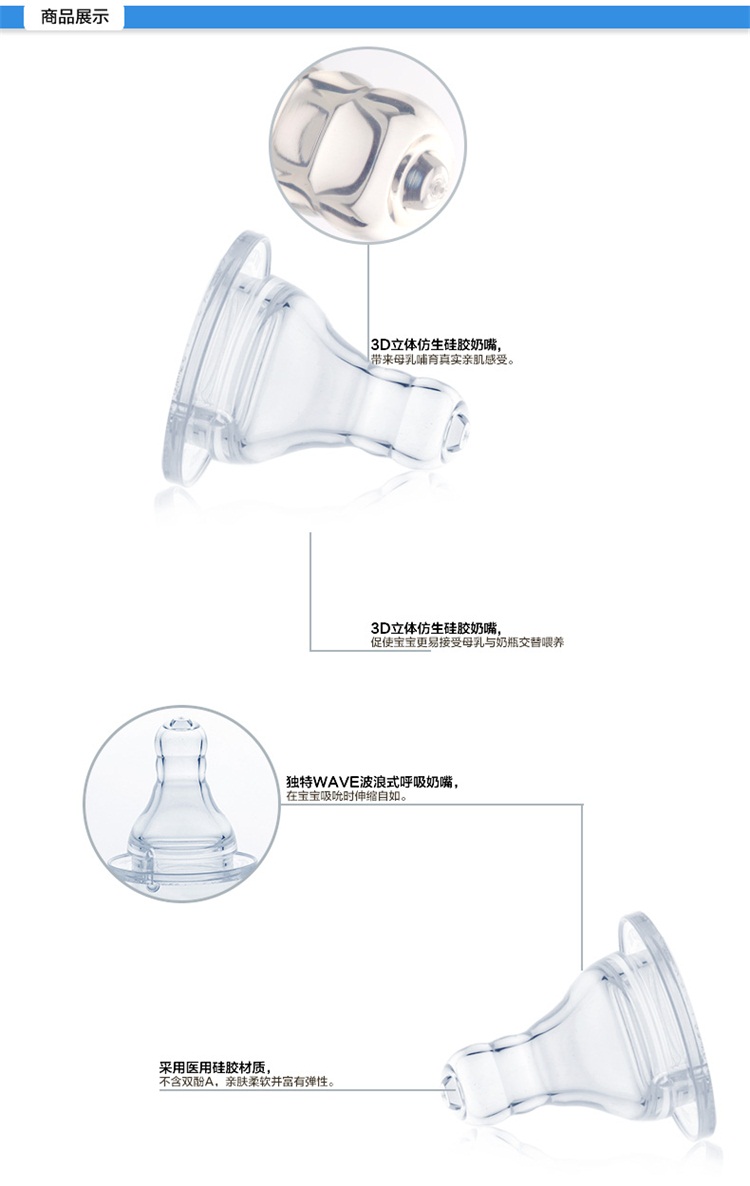 商品展示
3D立体仿生硅胶奶嘴，
带来母乳哺育真实亲肌感受。
3D立体仿生硅胶奶嘴，
促使宝宝更易接受母乳与奶瓶交替喂养
独特WAVE波浪式呼吸奶嘴，
在宝宝吸吮时伸缩自如。
采用医用硅胶材质，
不含双酚A，亲肤柔软并富有弹性。